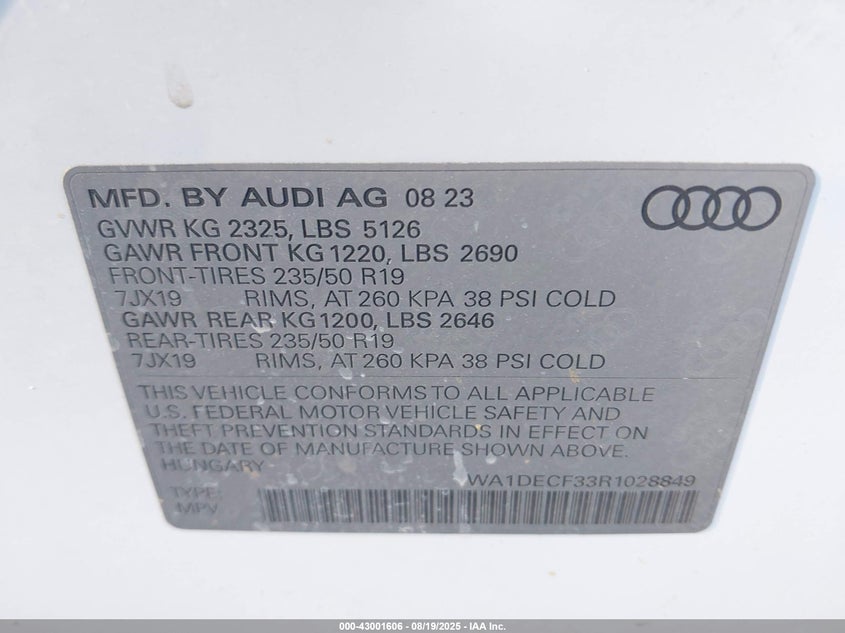 MFD. BY AUDI AG 08 23
GVWR KG 2325, LBS 5126
GAWR FRONT KG 1220, LBS 2690
FRONT-TIRES 235/50 R19
7JX19 RIMS, AT 260 KPA 38 PSI COLD
GAWR REAR KG 1200, LBS 2646
REAR-TIRES 235/50 R19
7JX19 RIMS, AT 260 KPA 38 PSI COLD
THIS VEHICLE CONFORMS TO ALL APPLICABLE
U.S. FEDERAL MOTOR VEHICLE SAFETY AND
THEFT PREVENTION STANDARDS IN EFFECT ON
THE DATE OF MANUFACTURE SHOWN ABOVE.
HUNGARY
WA1DECF33R1028849
TYPE:
MPV
000-43001606 - 08/19/2025 - IAA Inc.